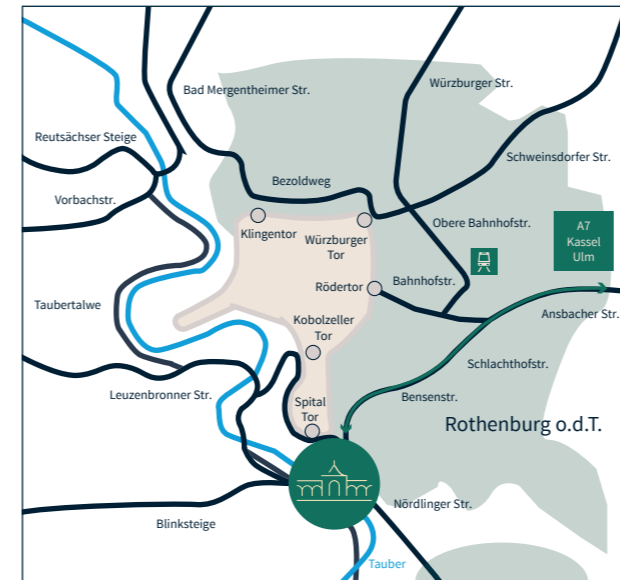 Bad Mergentheimer Str.
Würzburger Str.
Reutsächser Steige
Schweinsdorfer Str.
Bezoldweg
Vorbachstr.
Obere Bahnhofstr.
A7
Kassel
Ulm
Klingentor
Würzburger
Tor
Rödertor
Bahnhofstr.
Taubertalwe
Ansbacher Str.
Kobolzeller
Tor
Schlachthofstr.
Leuzenbronner Str.
Bensenstr.
Spital
Tor
Rothenburg o.d.T.
Nördlinger Str.
Blinksteige
Tauber